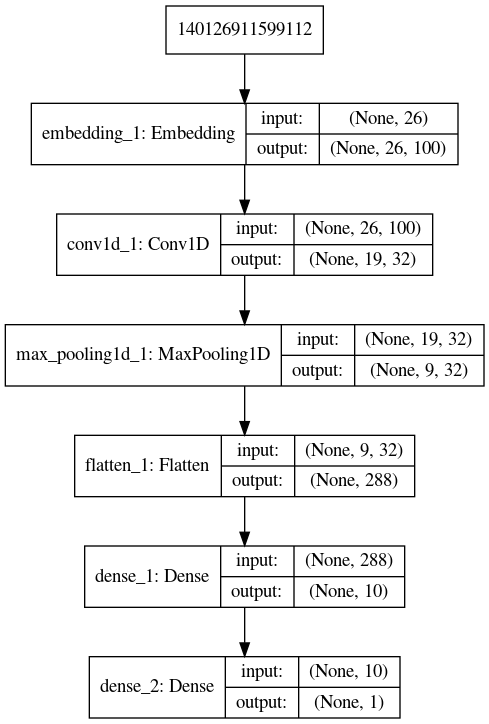 140126911599112
embedding_1: Embedding
input: (None, 26)
output: (None, 26, 100)
conv1d_1: Conv1D
input: (None, 26, 100)
output: (None, 19, 32)
max_pooling1d_1: MaxPooling1D
input: (None, 19, 32)
output: (None, 9, 32)
flatten_1: Flatten
input: (None, 9, 32)
output: (None, 288)
dense_1: Dense
input: (None, 288)
output: (None, 10)
dense_2: Dense
input: (None, 10)
output: (None, 1)